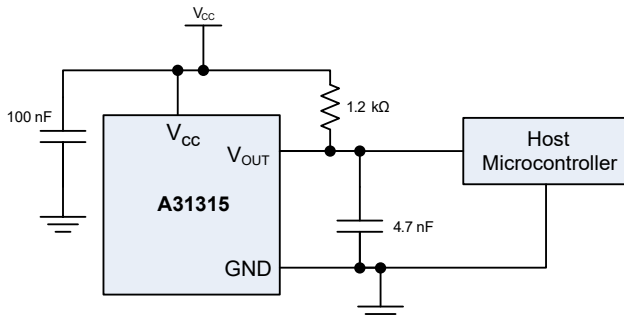 VCC
100 nF
1.2 kΩ
VCC
VOUT
A31315
GND
4.7 nF
Host
Microcontroller